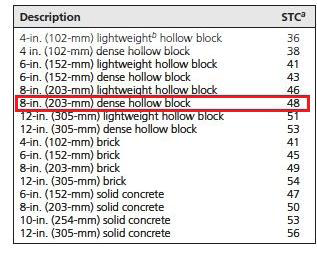 Description STCᵃ
4-in. (102-mm) lightweightᵇ hollow block 36
4 in. (102-mm) dense hollow block 38
6-in. (152-mm) lightweight hollow block 41
6-in. (152-mm) dense hollow block 43
8-in. (203-mm) lightweight hollow block 46
8-in. (203-mm) dense hollow block 48
12-in. (305-mm) lightweight hollow block 51
12-in. (305-mm) dense hollow block 53
4-in. (102-mm) brick 41
6-in. (152-mm) brick 45
8-in. (203-mm) brick 49
12-in. (305-mm) brick 54
6-in. (152-mm) solid concrete 47
8-in. (203-mm) solid concrete 50
10-in. (254-mm) solid concrete 53
12-in. (305-mm) solid concrete 56